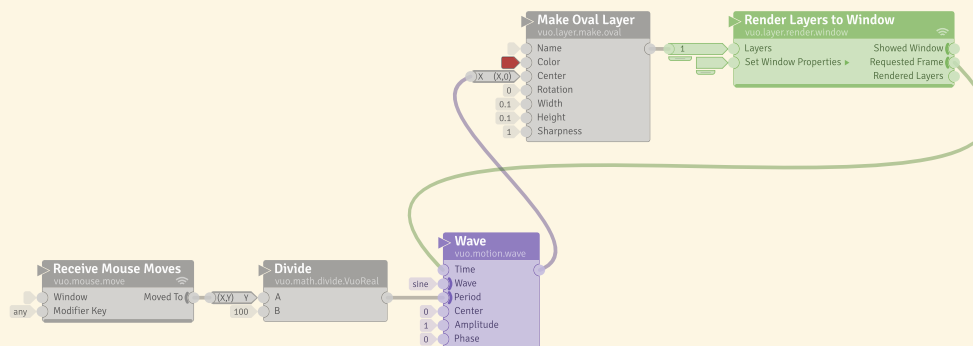 Make Oval Layer
vuo.layer.make.oval
Name
Color
X (X,0) Center
0 Rotation
0.1 Width
0.1 Height
1 Sharpness
Render Layers to Window
vuo.layer.render.window
1 Layers Showed Window
Set Window Properties ▸ Requested Frame
Rendered Layers
Wave
vuo.motion.wave
Time
sine Wave
Period
0 Center
1 Amplitude
0 Phase
Receive Mouse Moves
vuo.mouse.move
Window Moved To
any Modifier Key
Divide
vuo.math.divide.VuoReal
(X,Y) Y A
100 B